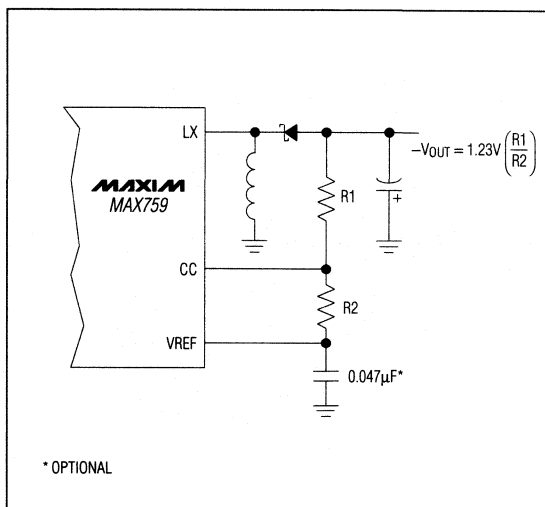 LX
−VOUT = 1.23V (R1/R2)
MAXIM
MAX759
R1
+
CC
R2
VREF
0.047µF*
* OPTIONAL